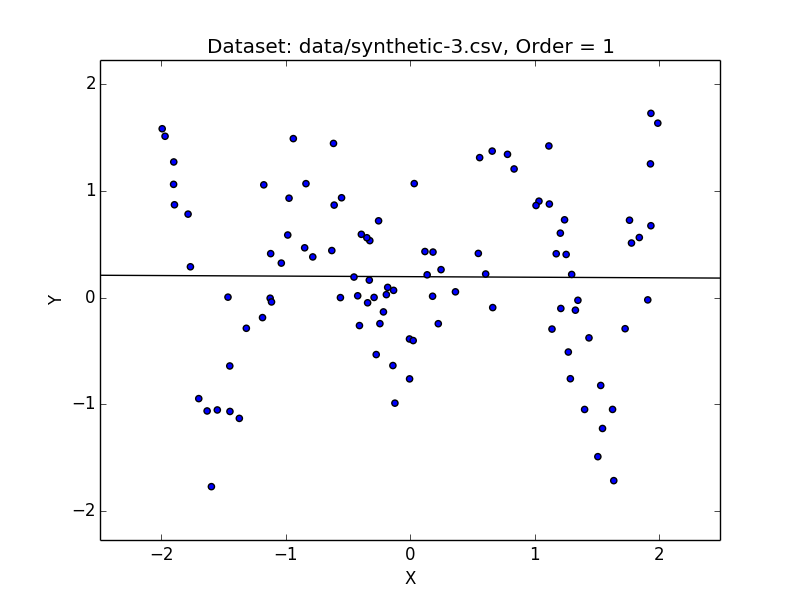 Dataset: data/synthetic-3.csv, Order = 1
2
1
0
−1
−2
Y
−2 −1 0 1 2
X